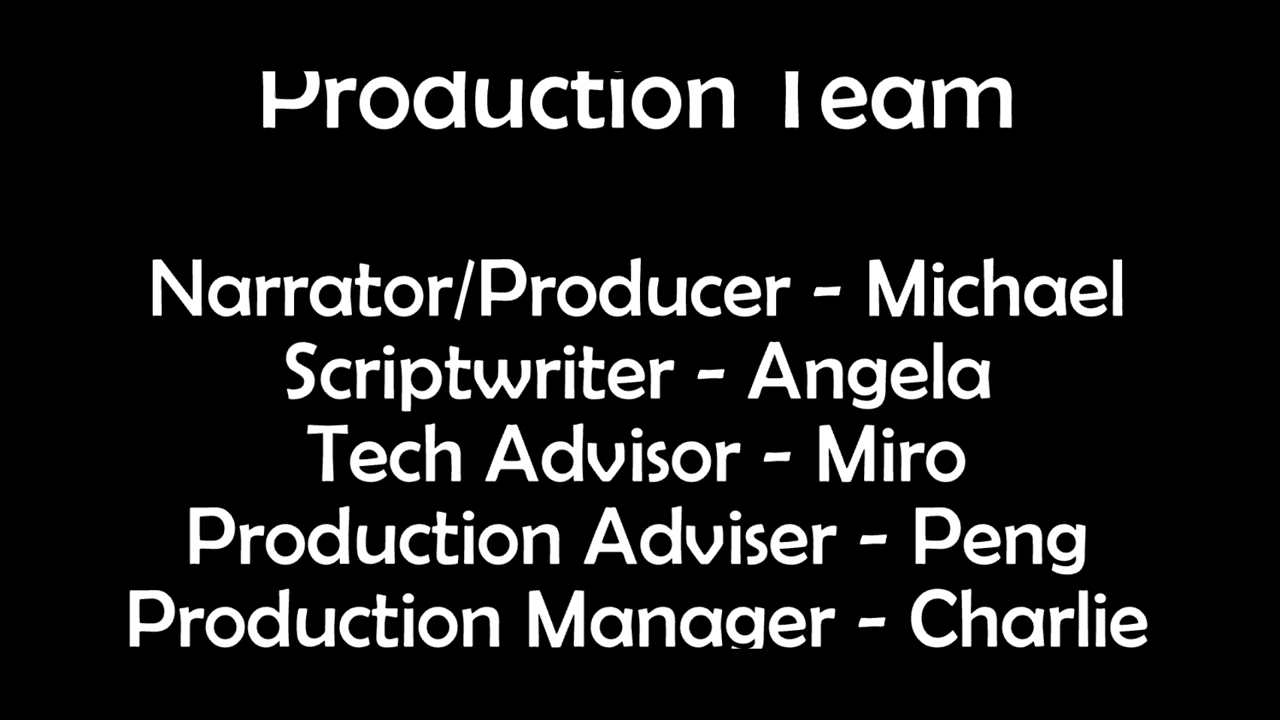 Production Team
Narrator/Producer - Michael
Scriptwriter - Angela
Tech Advisor - Miro
Production Adviser - Peng
Production Manager - Charlie